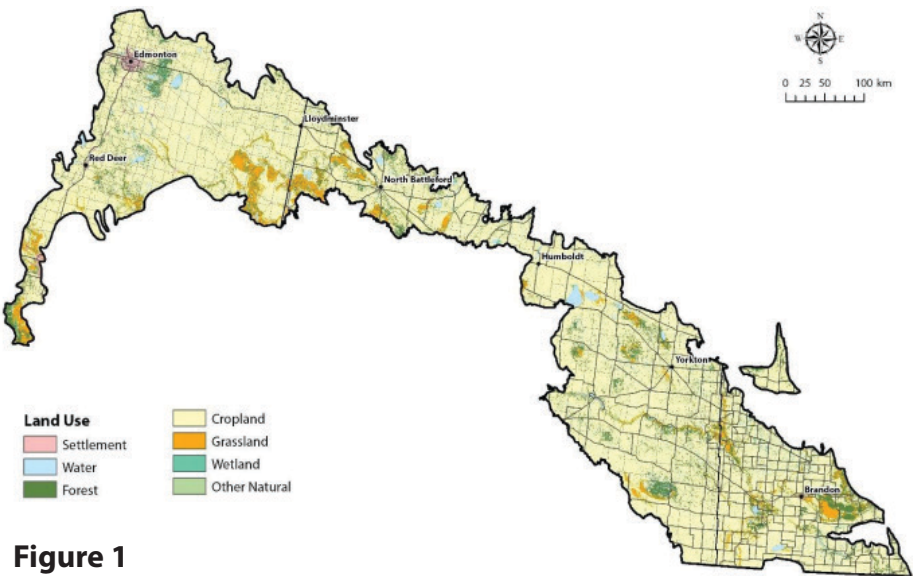 N
W E
S
0 25 50 100 km
Edmonton
Lloydminster
Red Deer
North Battleford
Humboldt
Yorkton
Brandon
Land Use
Settlement
Water
Forest
Cropland
Grassland
Wetland
Other Natural
Figure 1